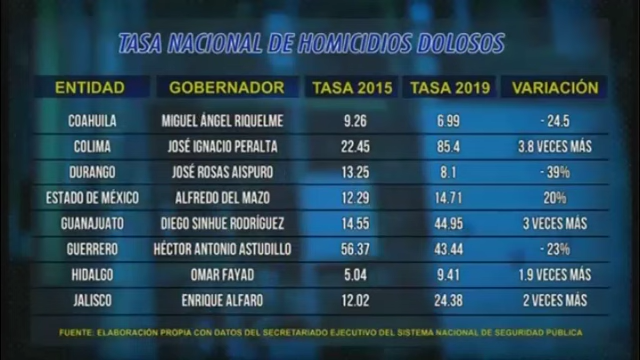 TASA NACIONAL DE HOMICIDIOS DOLOSOS
ENTIDAD GOBERNADOR TASA 2015 TASA 2019 VARIACIÓN
COAHUILA MIGUEL ÁNGEL RIQUELME 9.26 6.99 - 24.5
COLIMA JOSÉ IGNACIO PERALTA 22.45 85.4 3.8 VECES MÁS
DURANGO JOSÉ ROSAS AISPURO 13.25 8.1 - 39%
ESTADO DE MÉXICO ALFREDO DEL MAZO 12.29 14.71 20%
GUANAJUATO DIEGO SINHUE RODRÍGUEZ 14.55 44.95 3 VECES MÁS
GUERRERO HÉCTOR ANTONIO ASTUDILLO 56.37 43.44 - 23%
HIDALGO OMAR FAYAD 5.04 9.41 1.9 VECES MÁS
JALISCO ENRIQUE ALFARO 12.02 24.38 2 VECES MÁS
FUENTE: ELABORACIÓN PROPIA CON DATOS DEL SECRETARIADO EJECUTIVO DEL SISTEMA NACIONAL DE SEGURIDAD PÚBLICA